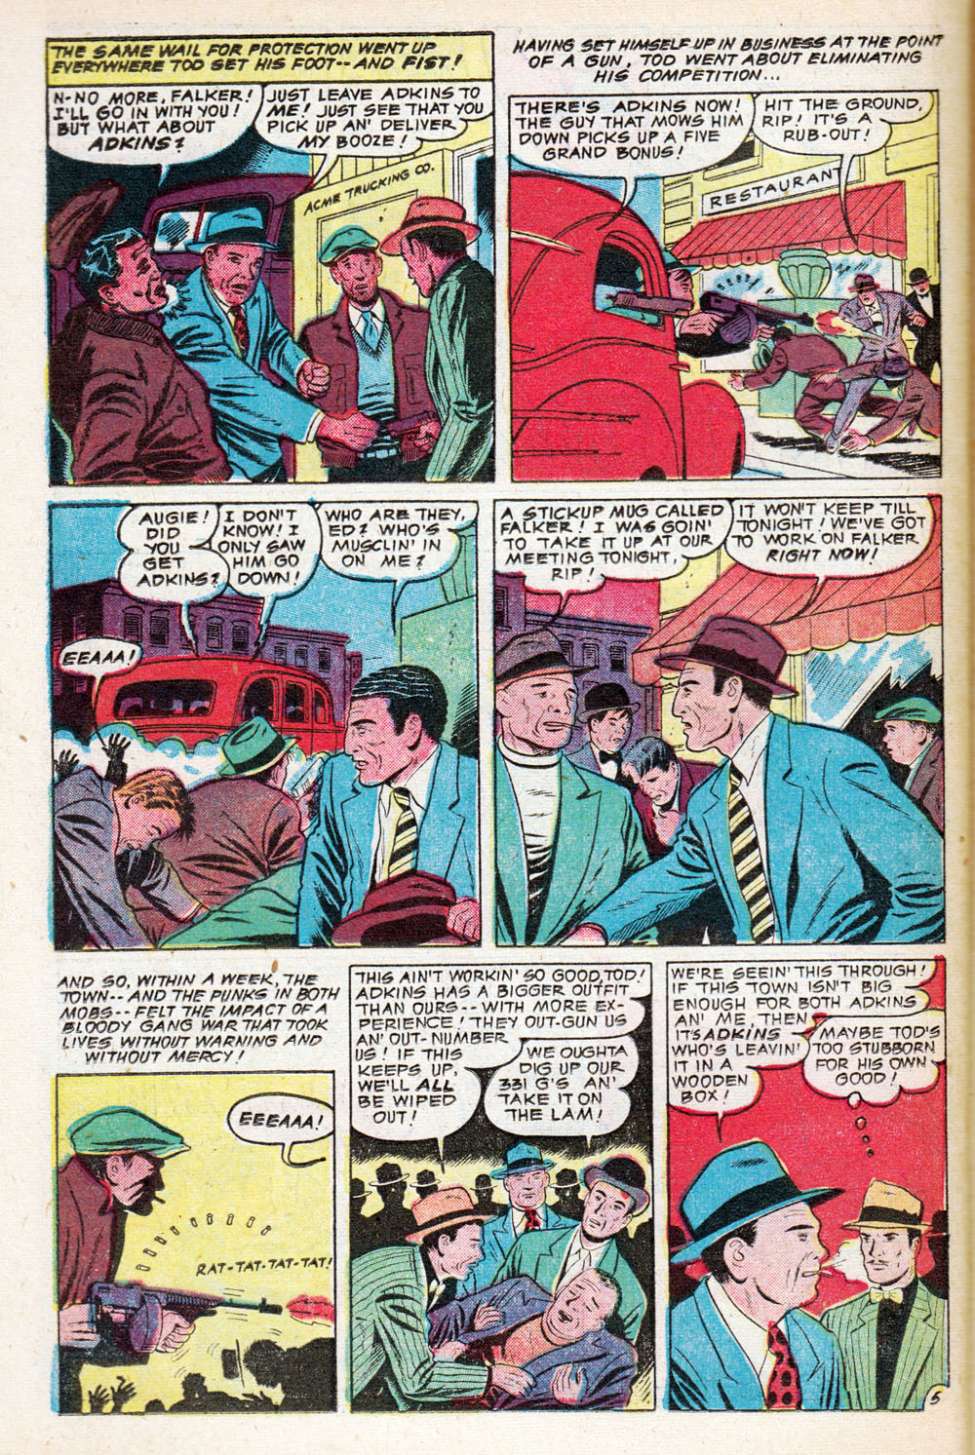 THE SAME WAIL FOR PROTECTION WENT UP
EVERYWHERE TOD SET HIS FOOT-- AND FIST!
N-NO MORE, FALKER!
I'LL GO IN WITH YOU!
BUT WHAT ABOUT
ADKINS?
JUST LEAVE ADKINS TO
ME! JUST SEE THAT YOU
PICK UP AN' DELIVER
MY BOOZE!
ACME TRUCKING CO.
HAVING SET HIMSELF UP IN BUSINESS AT THE POINT
OF A GUN, TOD WENT ABOUT ELIMINATING
HIS COMPETITION...
THERE'S ADKINS NOW!
THE GUY THAT MOWS HIM
DOWN PICKS UP A FIVE
GRAND BONUS!
HIT THE GROUND,
RIP! IT'S A
RUB-OUT!
RESTAURANT
EEAAA!
AUGIE!
DID
YOU
GET
ADKINS?
I DON'T
KNOW! I
ONLY SAW
HIM GO
DOWN!
WHO ARE THEY,
ED? WHO'S
MUSCLIN' IN
ON ME?
A STICKUP MUG CALLED
FALKER! I WAS GOIN'
TO TAKE IT UP AT OUR
MEETING TONIGHT,
RIP!
IT WON'T KEEP TILL
TONIGHT! WE'VE GOT
TO WORK ON FALKER
RIGHT NOW!
AND SO, WITHIN A WEEK, THE
TOWN-- AND THE PUNKS IN BOTH
MOBS-- FELT THE IMPACT OF A
BLOODY GANG WAR THAT TOOK
LIVES WITHOUT WARNING AND
WITHOUT MERCY!
EEEAAA!
RAT-TAT-TAT-TAT!
THIS AIN'T WORKIN' SO GOOD, TOD!
ADKINS HAS A BIGGER OUTFIT
THAN OURS-- WITH MORE EX-
PERIENCE! THEY OUT-GUN US
AN' OUT-NUMBER
US! IF THIS
KEEPS UP,
WE'LL ALL
BE WIPED
OUT!
WE OUGHTA
DIG UP OUR
331 G'S AN'
TAKE IT ON
THE LAM!
WE'RE SEEIN' THIS THROUGH!
IF THIS TOWN ISN'T BIG
ENOUGH FOR BOTH ADKINS
AN' ME, THEN
IT'S ADKINS
WHO'S LEAVIN'
IT IN A
WOODEN
BOX!
MAYBE TOD'S
TOO STUBBORN
FOR HIS OWN
GOOD!
5